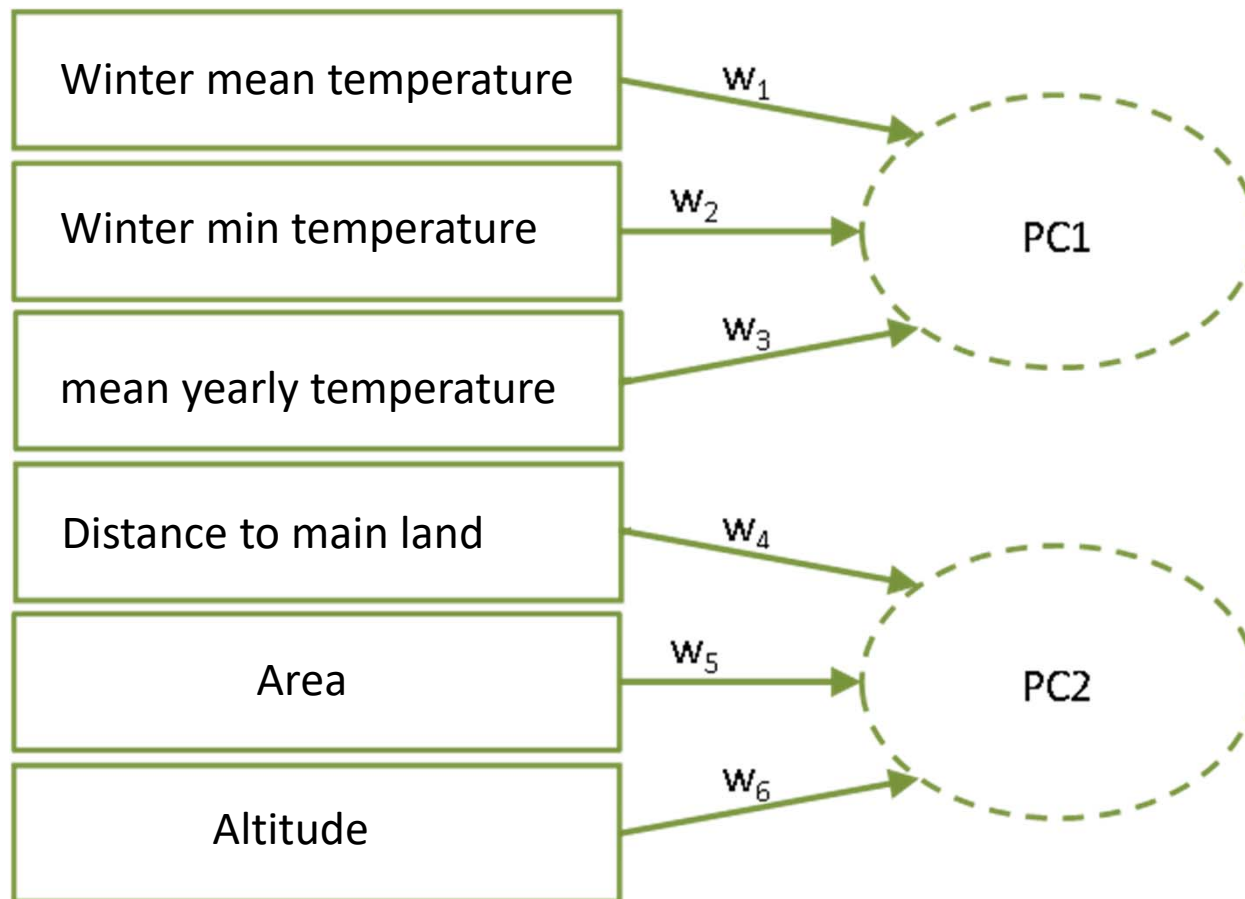 Winter mean temperature
w₁
Winter min temperature
w₂
PC1
mean yearly temperature
w₃
Distance to main land
w₄
Area
w₅
PC2
Altitude
w₆